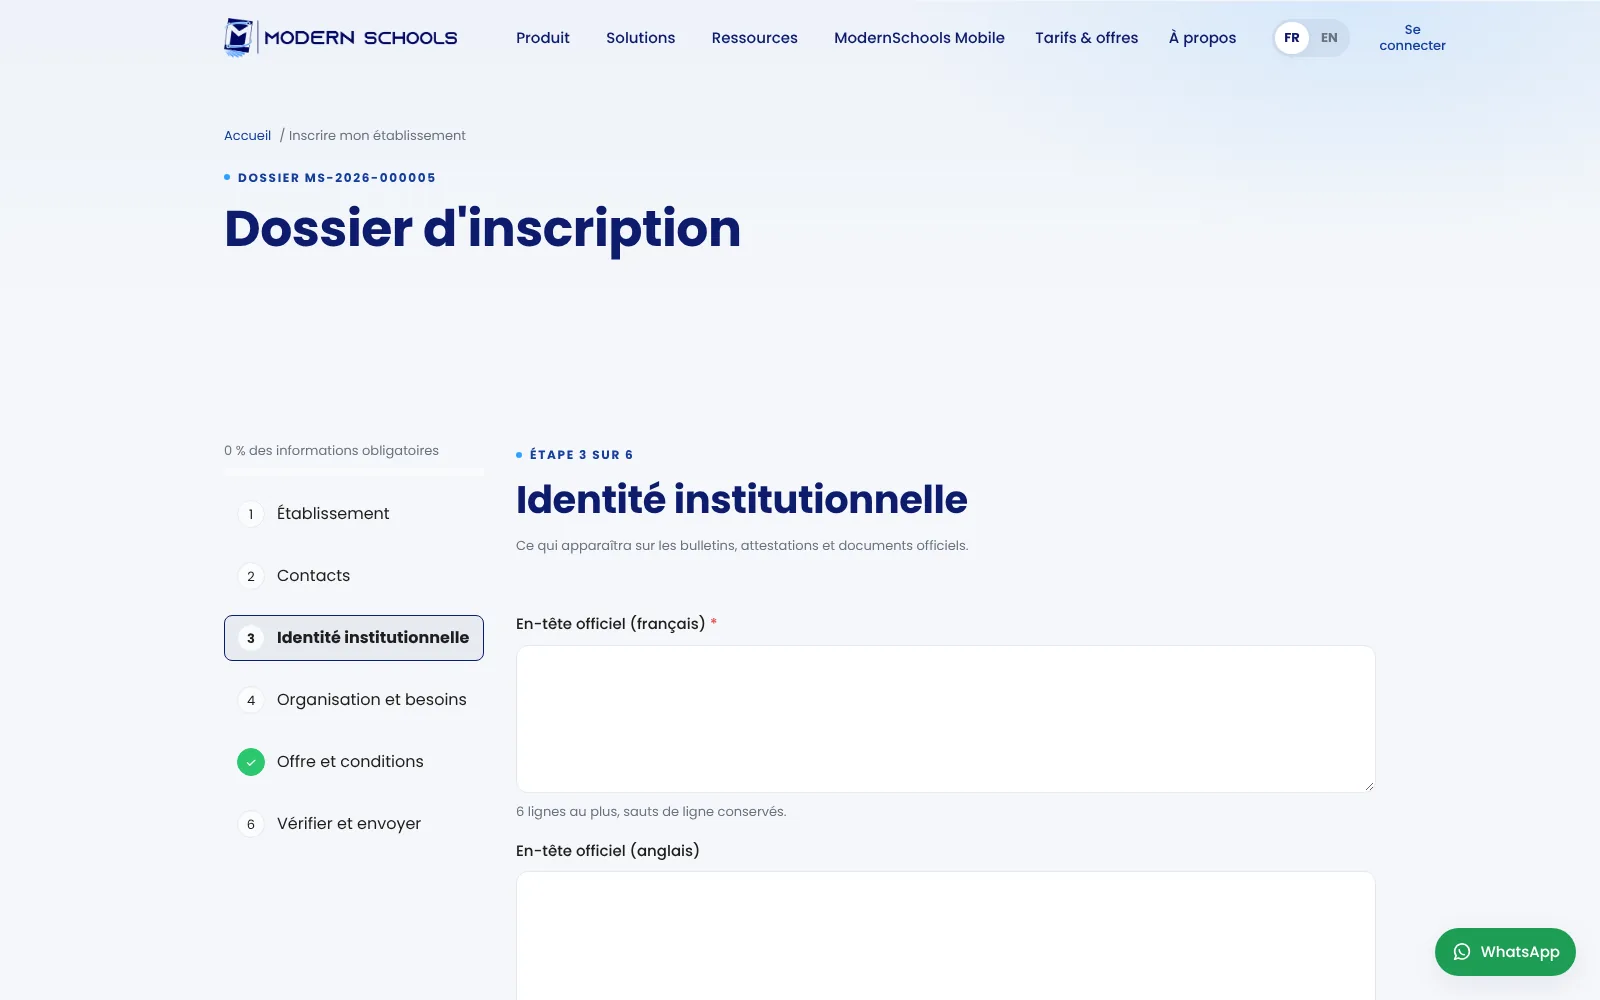 MODERN SCHOOLS
Produit
Solutions
Ressources
ModernSchools Mobile
Tarifs & offres
À propos
FR
EN
Se
connecter
Accueil / Inscrire mon établissement
DOSSIER MS-2026-000005
Dossier d'inscription
0 % des informations obligatoires
1 Établissement
2 Contacts
3 Identité institutionnelle
4 Organisation et besoins
Offre et conditions
6 Vérifier et envoyer
ÉTAPE 3 SUR 6
Identité institutionnelle
Ce qui apparaîtra sur les bulletins, attestations et documents officiels.
En-tête officiel (français) *
6 lignes au plus, sauts de ligne conservés.
En-tête officiel (anglais)
WhatsApp